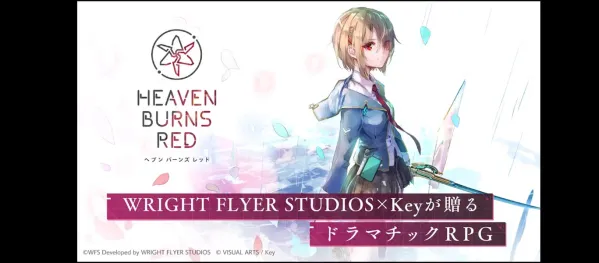 HEAVEN
BURNS
RED
ヘブン バーンズ レッド
WRIGHT FLYER STUDIOS×Keyが贈る
ドラマチックRPG
©WFS Developed by WRIGHT FLYER STUDIOS © VISUAL ARTS / Key